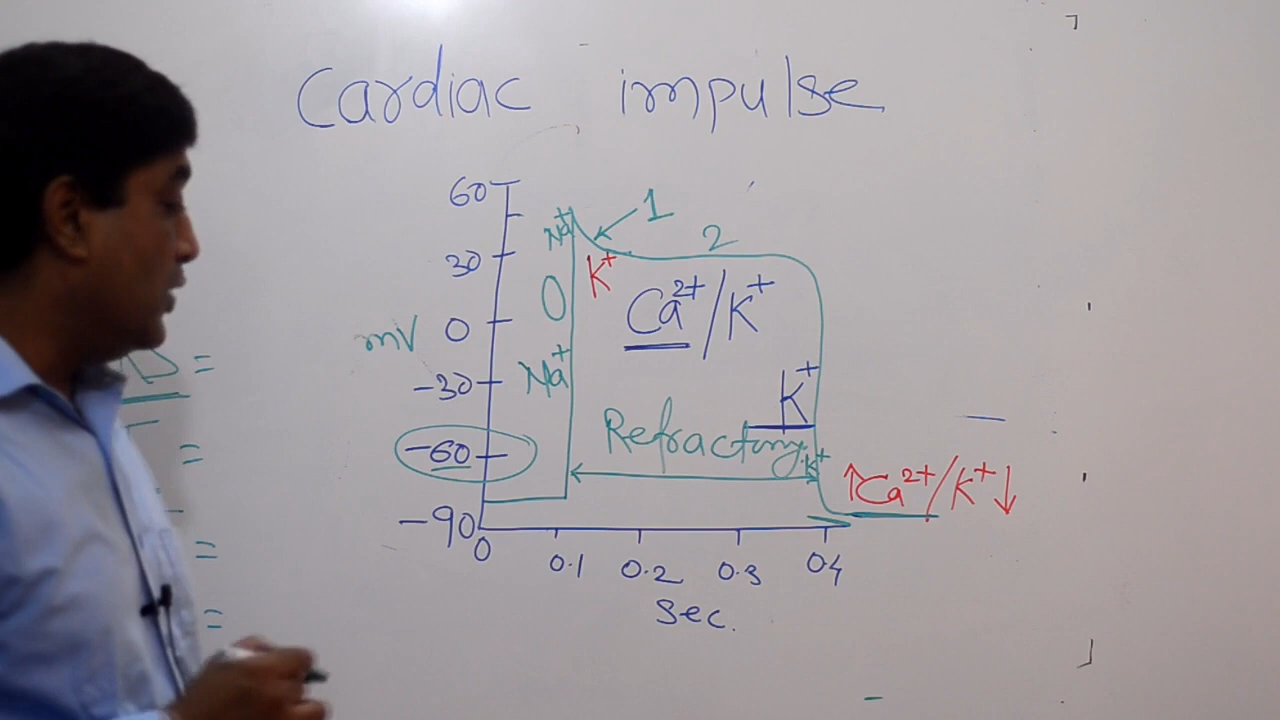 Cardiac impulse
60
Na⁺
1
2
30
K⁺
0
Ca²⁺/K⁺
mV
0
-30
Na⁺
K⁺
-60
Refractory
K⁺
↑Ca²⁺/K⁺↓
-90
0
0.1
0.2
0.3
0.4
Sec.
=
=
=
=